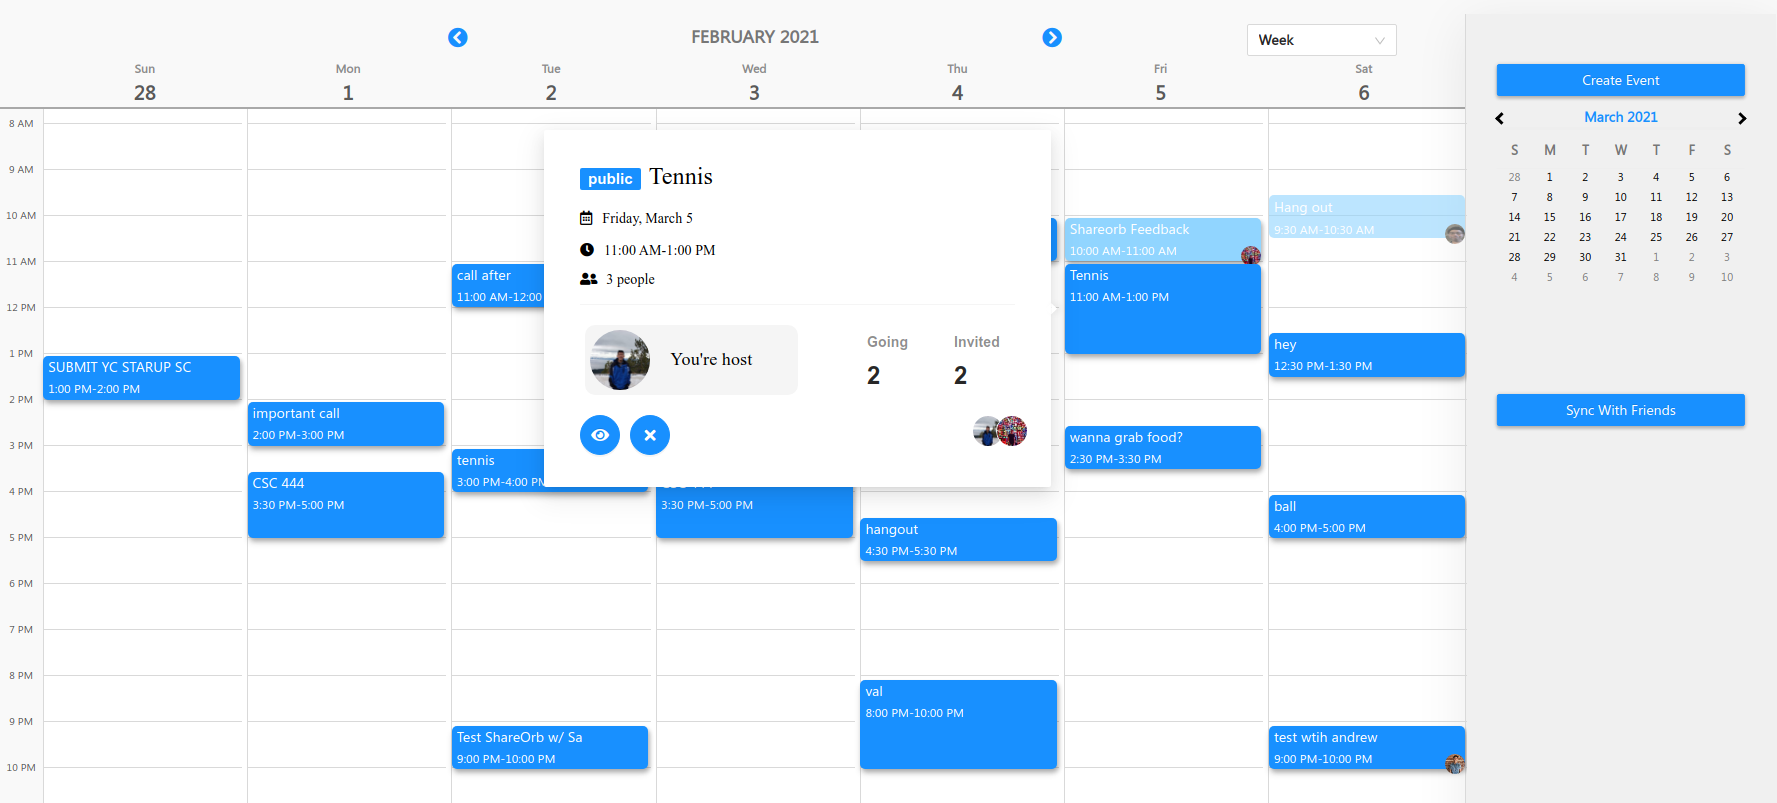 FEBRUARY 2021
Week
Sun Mon Tue Wed Thu Fri Sat
28 1 2 3 4 5 6
8 AM
9 AM
10 AM
11 AM
12 PM
1 PM
2 PM
3 PM
4 PM
5 PM
6 PM
7 PM
8 PM
9 PM
10 PM
SUBMIT YC STARUP SC
1:00 PM-2:00 PM
important call
2:00 PM-3:00 PM
CSC 444
3:30 PM-5:00 PM
call after
11:00 AM-12:00
tennis
3:00 PM-4:00 PM
Test ShareOrb w/ Sa
9:00 PM-10:00 PM
3:30 PM-5:00 PM
public Tennis
Friday, March 5
11:00 AM-1:00 PM
3 people
You're host
Going Invited
2 2
hangout
4:30 PM-5:30 PM
val
8:00 PM-10:00 PM
Shareorb Feedback
10:00 AM-11:00 AM
Tennis
11:00 AM-1:00 PM
wanna grab food?
2:30 PM-3:30 PM
Hang out
9:30 AM-10:30 AM
hey
12:30 PM-1:30 PM
ball
4:00 PM-5:00 PM
test wtih andrew
9:00 PM-10:00 PM
Create Event
March 2021
S M T W T F S
28 1 2 3 4 5 6
7 8 9 10 11 12 13
14 15 16 17 18 19 20
21 22 23 24 25 26 27
28 29 30 31 1 2 3
4 5 6 7 8 9 10
Sync With Friends